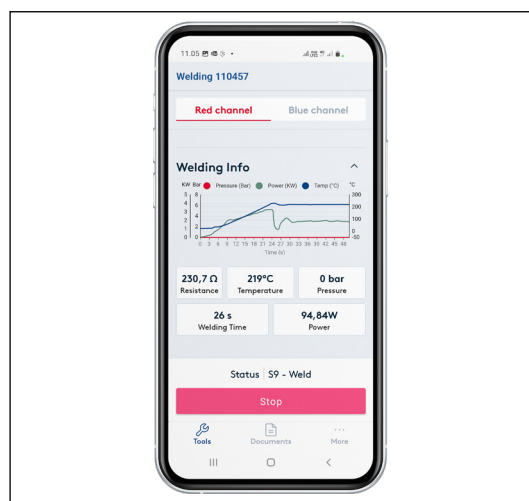 11.05
Welding 110457
Red channel Blue channel
Welding Info
KW Bar Pressure (Bar) Power (KW) Temp (°C) °C
5 8 300
4 6 200
3 4 100
2 2 0
1 0 -50
0 3 6 9 12 15 18 21 24 27 30 33 36 39 42 45 48
Time (s)
230,7 Ω 219°C 0 bar
Resistance Temperature Pressure
26 s 94,84W
Welding Time Power
Status S9 - Weld
Stop
Tools Documents More